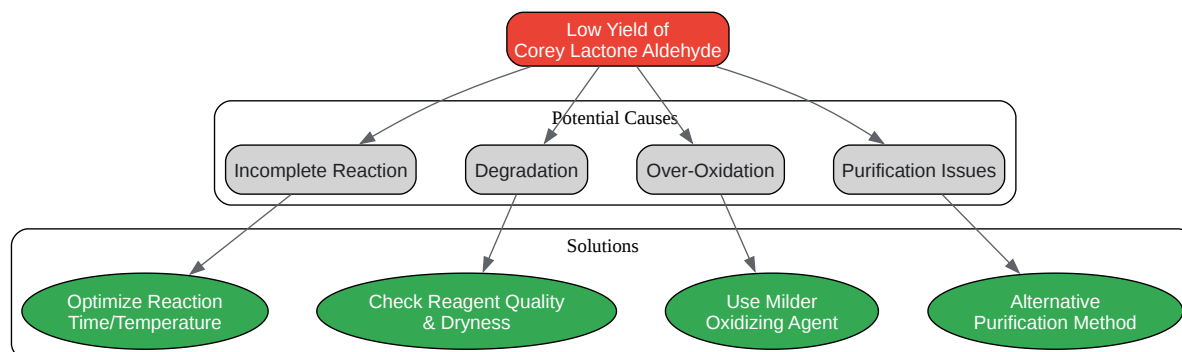 Low Yield of
Corey Lactone Aldehyde
Potential Causes
Incomplete Reaction
Degradation
Over-Oxidation
Purification Issues
Solutions
Optimize Reaction
Time/Temperature
Check Reagent Quality
& Dryness
Use Milder
Oxidizing Agent
Alternative
Purification Method